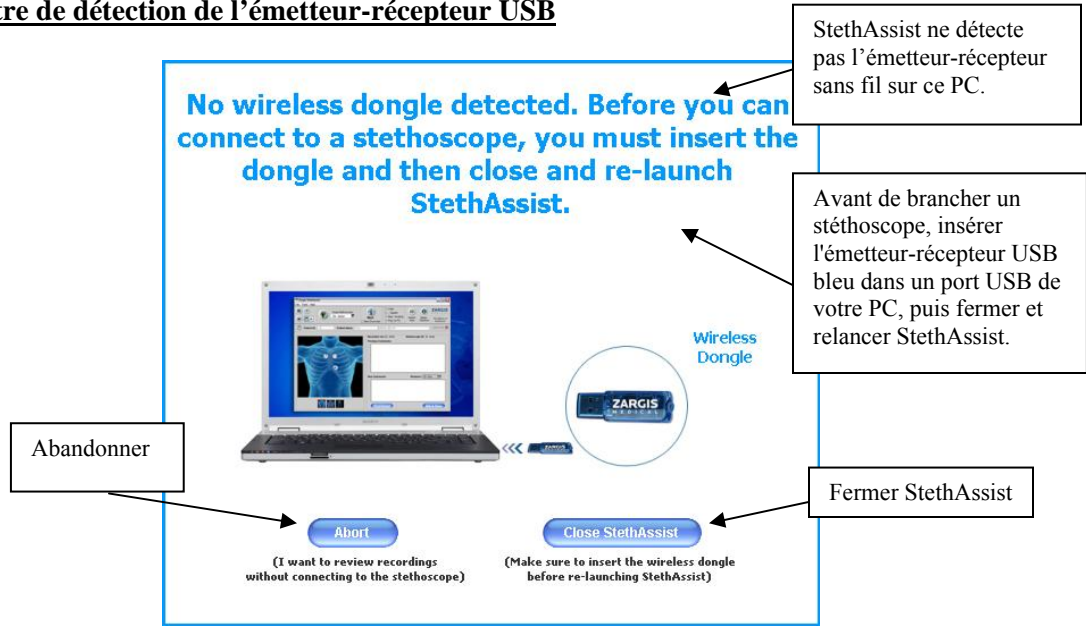 tre de détection de l'émetteur-récepteur USB
StethAssist ne détecte
pas l'émetteur-récepteur
sans fil sur ce PC.
No wireless dongle detected. Before you can
connect to a stethoscope, you must insert the
dongle and then close and re-launch
StethAssist.
Avant de brancher un
stéthoscope, insérer
l'émetteur-récepteur USB
bleu dans un port USB de
votre PC, puis fermer et
relancer StethAssist.
Wireless
Dongle
ZARGIS
MEDICAL
Abandonner
Fermer StethAssist
Abort
(I want to review recordings
without connecting to the stethoscope)
Close StethAssist
(Make sure to insert the wireless dongle
before re-launching StethAssist)